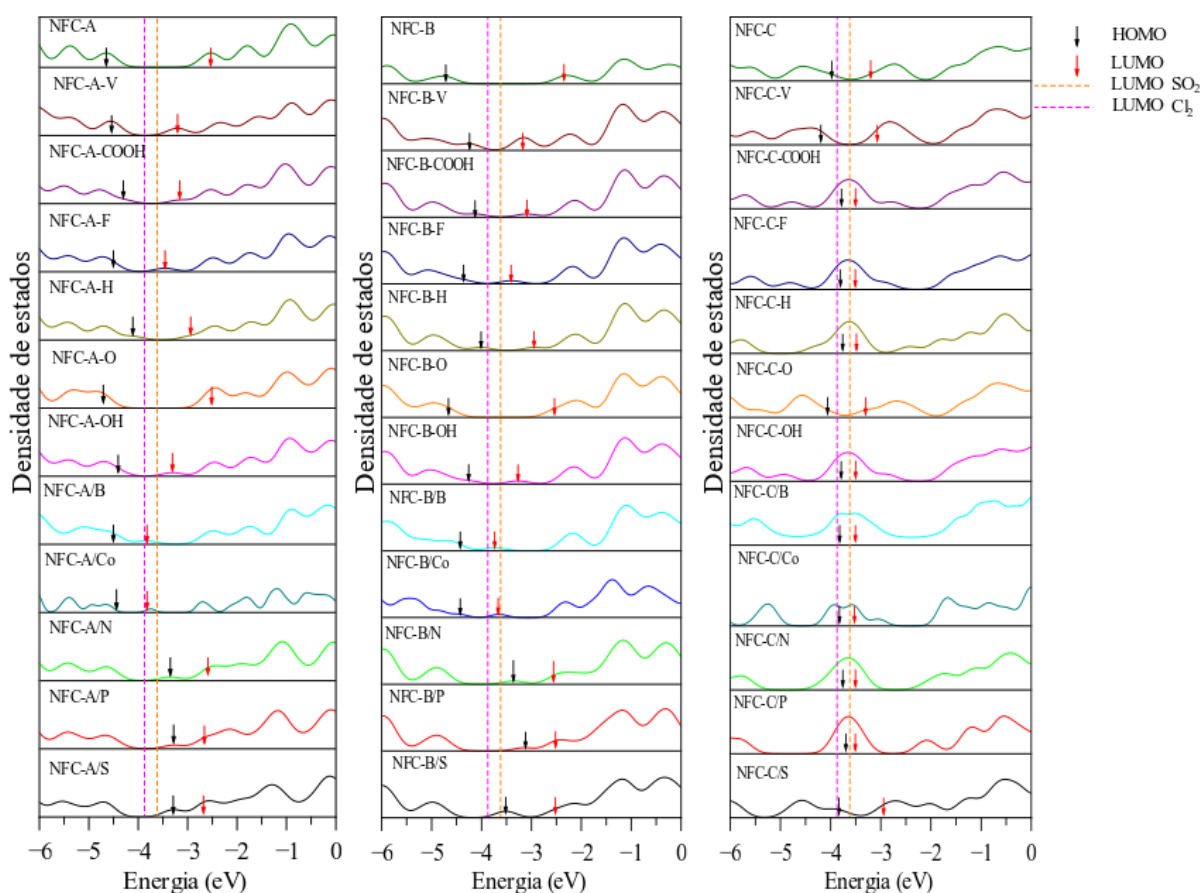 Densidade de estados
NFC-A
NFC-A-V
NFC-A-COOH
NFC-A-F
NFC-A-H
NFC-A-O
NFC-A-OH
NFC-A/B
NFC-A/Co
NFC-A/N
NFC-A/P
NFC-A/S
−6 −5 −4 −3 −2 −1 0
Energia (eV)
Densidade de estados
NFC-B
NFC-B-V
NFC-B-COOH
NFC-B-F
NFC-B-H
NFC-B-O
NFC-B-OH
NFC-B/B
NFC-B/Co
NFC-B/N
NFC-B/P
NFC-B/S
−6 −5 −4 −3 −2 −1 0
Energia (eV)
Densidade de estados
NFC-C
NFC-C-V
NFC-C-COOH
NFC-C-F
NFC-C-H
NFC-C-O
NFC-C-OH
NFC-C/B
NFC-C/Co
NFC-C/N
NFC-C/P
NFC-C/S
−6 −5 −4 −3 −2 −1 0
Energia (eV)
HOMO
LUMO
LUMO SO₂
LUMO Cl₂